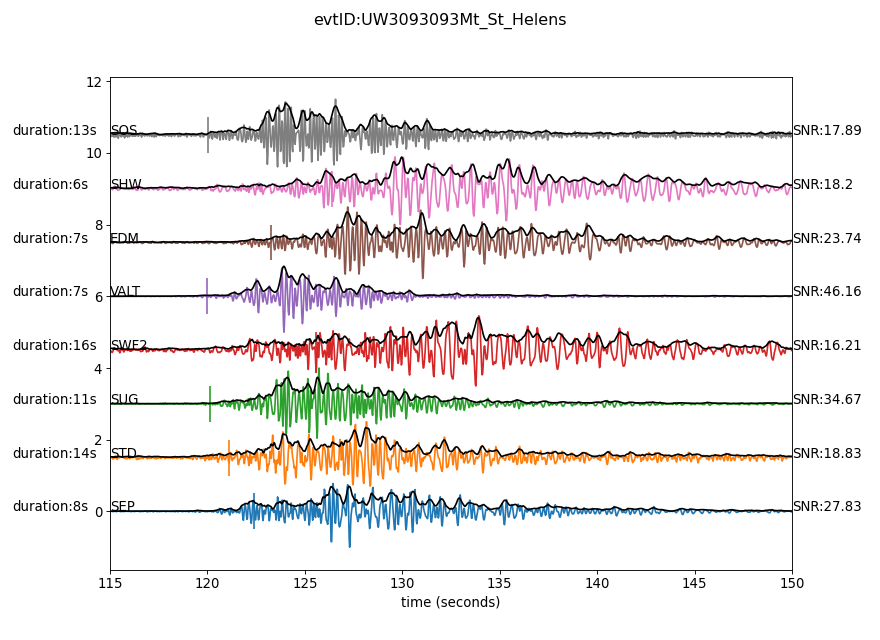 evtID:UW3093093Mt_St_Helens
12
duration:13s SOS SNR:17.89
10
duration:6s SHW SNR:18.2
8
duration:7s EDM SNR:23.74
duration:7s VALT SNR:46.16
6
duration:16s SWF2 SNR:16.21
4
duration:11s SUG SNR:34.67
2
duration:14s STD SNR:18.83
duration:8s SEP SNR:27.83
0
115 120 125 130 135 140 145 150
time (seconds)